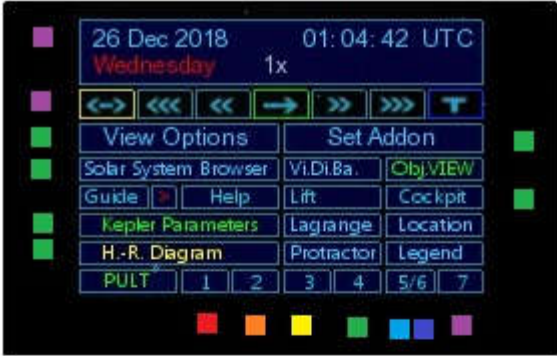 26 Dec 2018 01:04:42 UTC
Wednesday 1x
<--> <<< << → >> >>> T
View Options Set Addon
Solar System Browser Vi.Di.Ba. Obj.VIEW
Guide > Help Lift Cockpit
Kepler Parameters Lagrange Location
H.-R. Diagram Protractor Legend
PULT 1 2 3 4 5/6 7